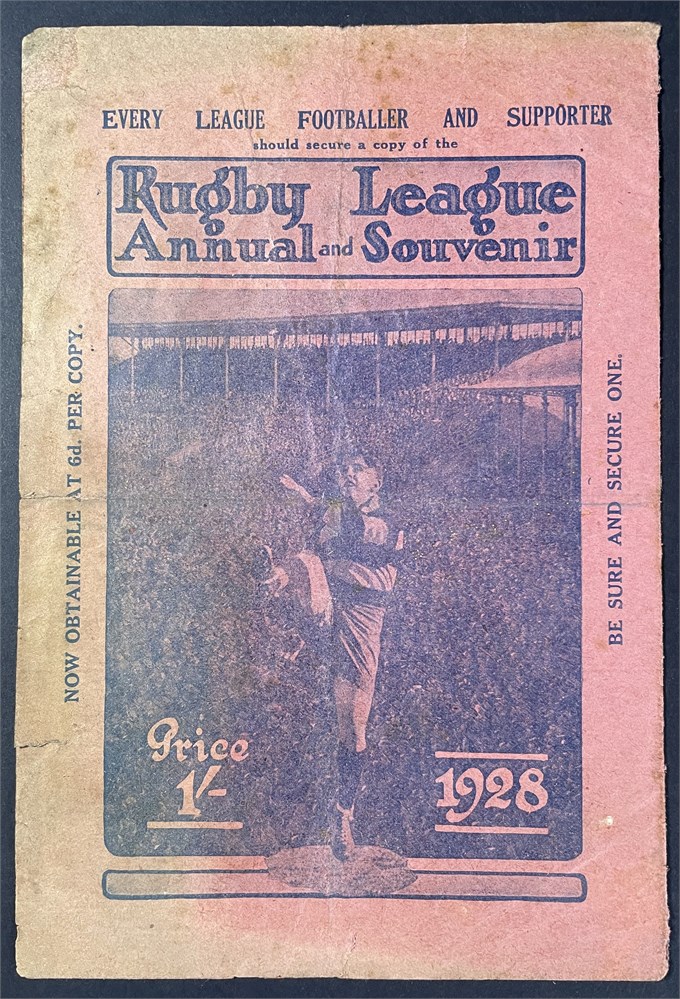 EVERY LEAGUE FOOTBALLER AND SUPPORTER
should secure a copy of the
Rugby League
Annual and Souvenir
NOW OBTAINABLE AT 6d. PER COPY.
BE SURE AND SECURE ONE.
Price
1/-
1928